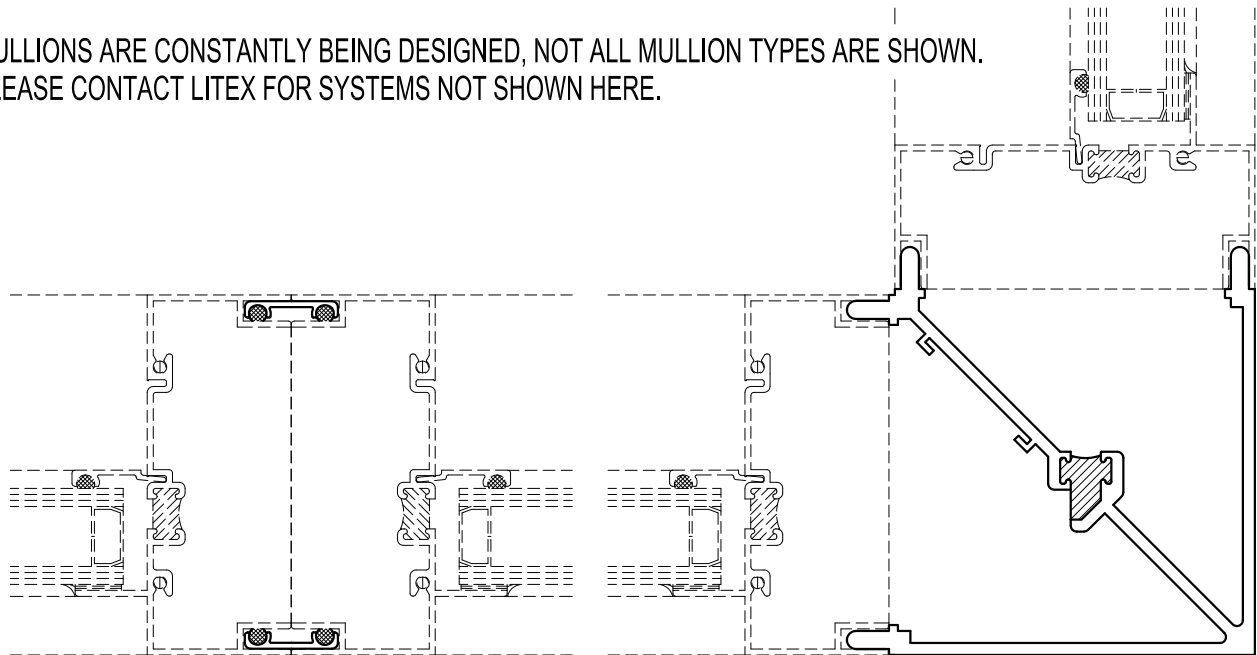 ULLIONS ARE CONSTANTLY BEING DESIGNED, NOT ALL MULLION TYPES ARE SHOWN.
LEASE CONTACT LITEX FOR SYSTEMS NOT SHOWN HERE.